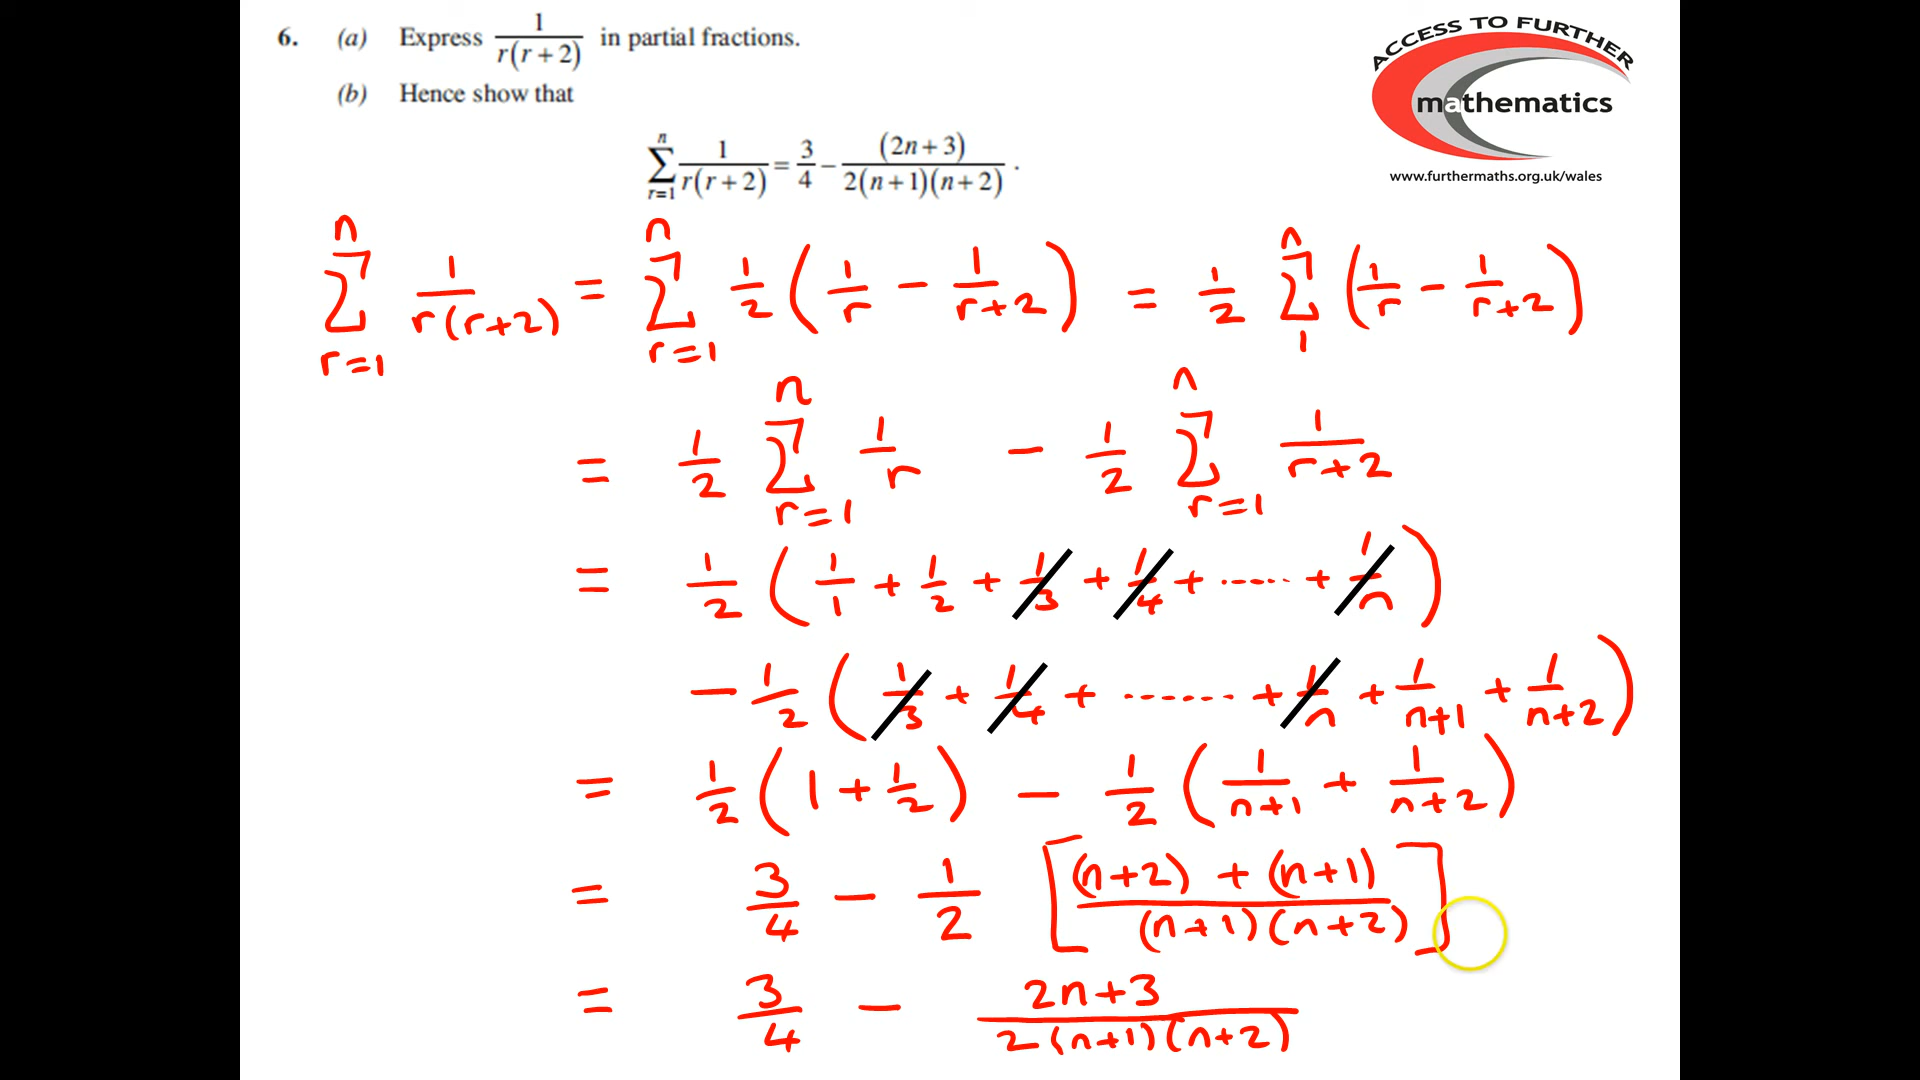 6. (a) Express 1/(r(r + 2)) in partial fractions.
(b) Hence show that
∑_{r=1}^{n} 1/(r(r + 2)) = 3/4 − (2n + 3)/(2(n + 1)(n + 2)) .
ACCESS TO FURTHER
mathematics
www.furthermaths.org.uk/wales
∑_{r=1}^{n} 1/(r(r+2)) = ∑_{r=1}^{n} 1/2 (1/r − 1/(r+2)) = 1/2 ∑_{1}^{n} (1/r − 1/(r+2))
= 1/2 ∑_{r=1}^{n} 1/r − 1/2 ∑_{r=1}^{n} 1/(r+2)
= 1/2 (1/1 + 1/2 + 1/3 + 1/4 + ...... + 1/n)
− 1/2 (1/3 + 1/4 + ........ + 1/n + 1/(n+1) + 1/(n+2))
= 1/2 (1 + 1/2) − 1/2 (1/(n+1) + 1/(n+2))
= 3/4 − 1/2 [((n+2) + (n+1))/((n+1)(n+2))]
= 3/4 − (2n+3)/(2(n+1)(n+2))